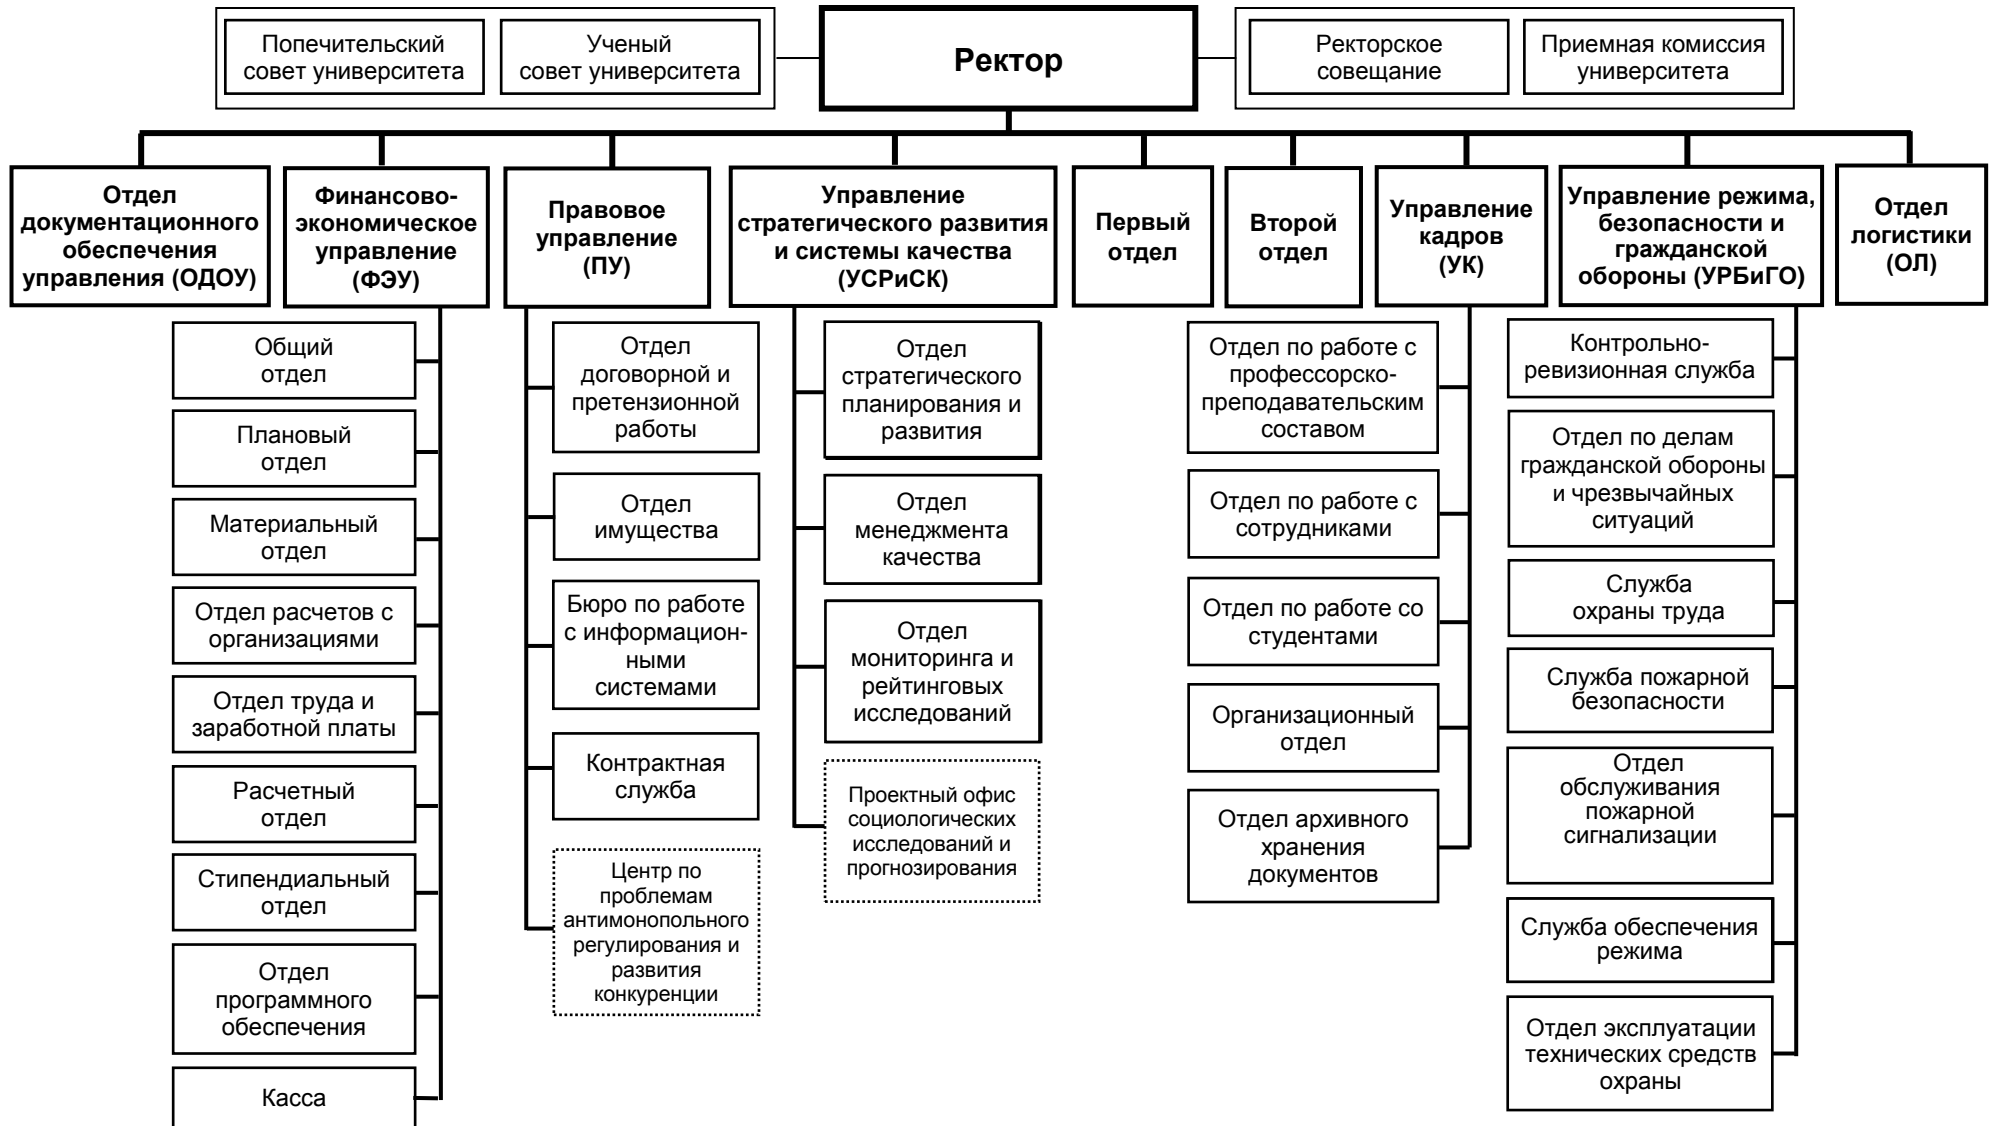 Попечительский
совет университета
Ученый
совет университета
Ректор
Ректорское
совещание
Приемная комиссия
университета
Отдел
документационного
обеспечения
управления (ОДОУ)
Финансово-
экономическое
управление
(ФЭУ)
Правовое
управление
(ПУ)
Управление
стратегического развития
и системы качества
(УСРиСК)
Первый
отдел
Второй
отдел
Управление
кадров
(УК)
Управление режима,
безопасности и
гражданской
обороны (УРБиГО)
Отдел
логистики
(ОЛ)
Общий
отдел
Плановый
отдел
Материальный
отдел
Отдел расчетов с
организациями
Отдел труда и
заработной платы
Расчетный
отдел
Стипендиальный
отдел
Отдел
программного
обеспечения
Касса
Отдел
договорной и
претензионной
работы
Отдел
имущества
Бюро по работе
с информацион-
ными
системами
Контрактная
служба
Центр по
проблемам
антимонопольного
регулирования и
развития
конкуренции
Отдел
стратегического
планирования и
развития
Отдел
менеджмента
качества
Отдел
мониторинга и
рейтинговых
исследований
Проектный офис
социологических
исследований и
прогнозирования
Отдел по работе с
профессорско-
преподавательским
составом
Отдел по работе с
сотрудниками
Отдел по работе со
студентами
Организационный
отдел
Отдел архивного
хранения
документов
Контрольно-
ревизионная служба
Отдел по делам
гражданской обороны
и чрезвычайных
ситуаций
Служба
охраны труда
Служба пожарной
безопасности
Отдел
обслуживания
пожарной
сигнализации
Служба обеспечения
режима
Отдел эксплуатации
технических средств
охраны